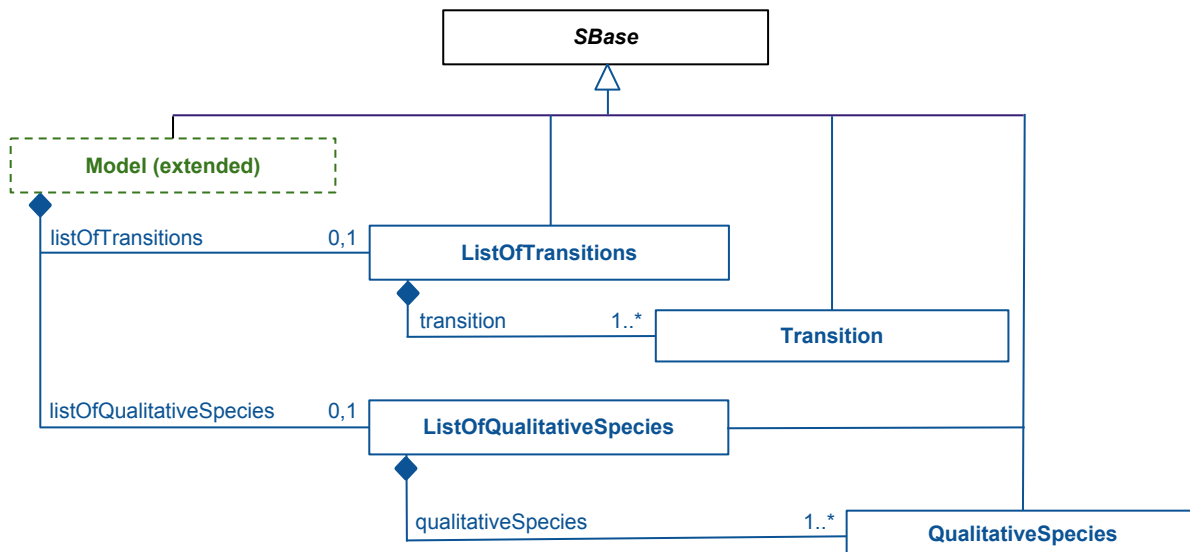 SBase
Model (extended)
listOfTransitions 0,1
ListOfTransitions
transition 1..*
Transition
listOfQualitativeSpecies 0,1
ListOfQualitativeSpecies
qualitativeSpecies 1..*
QualitativeSpecies